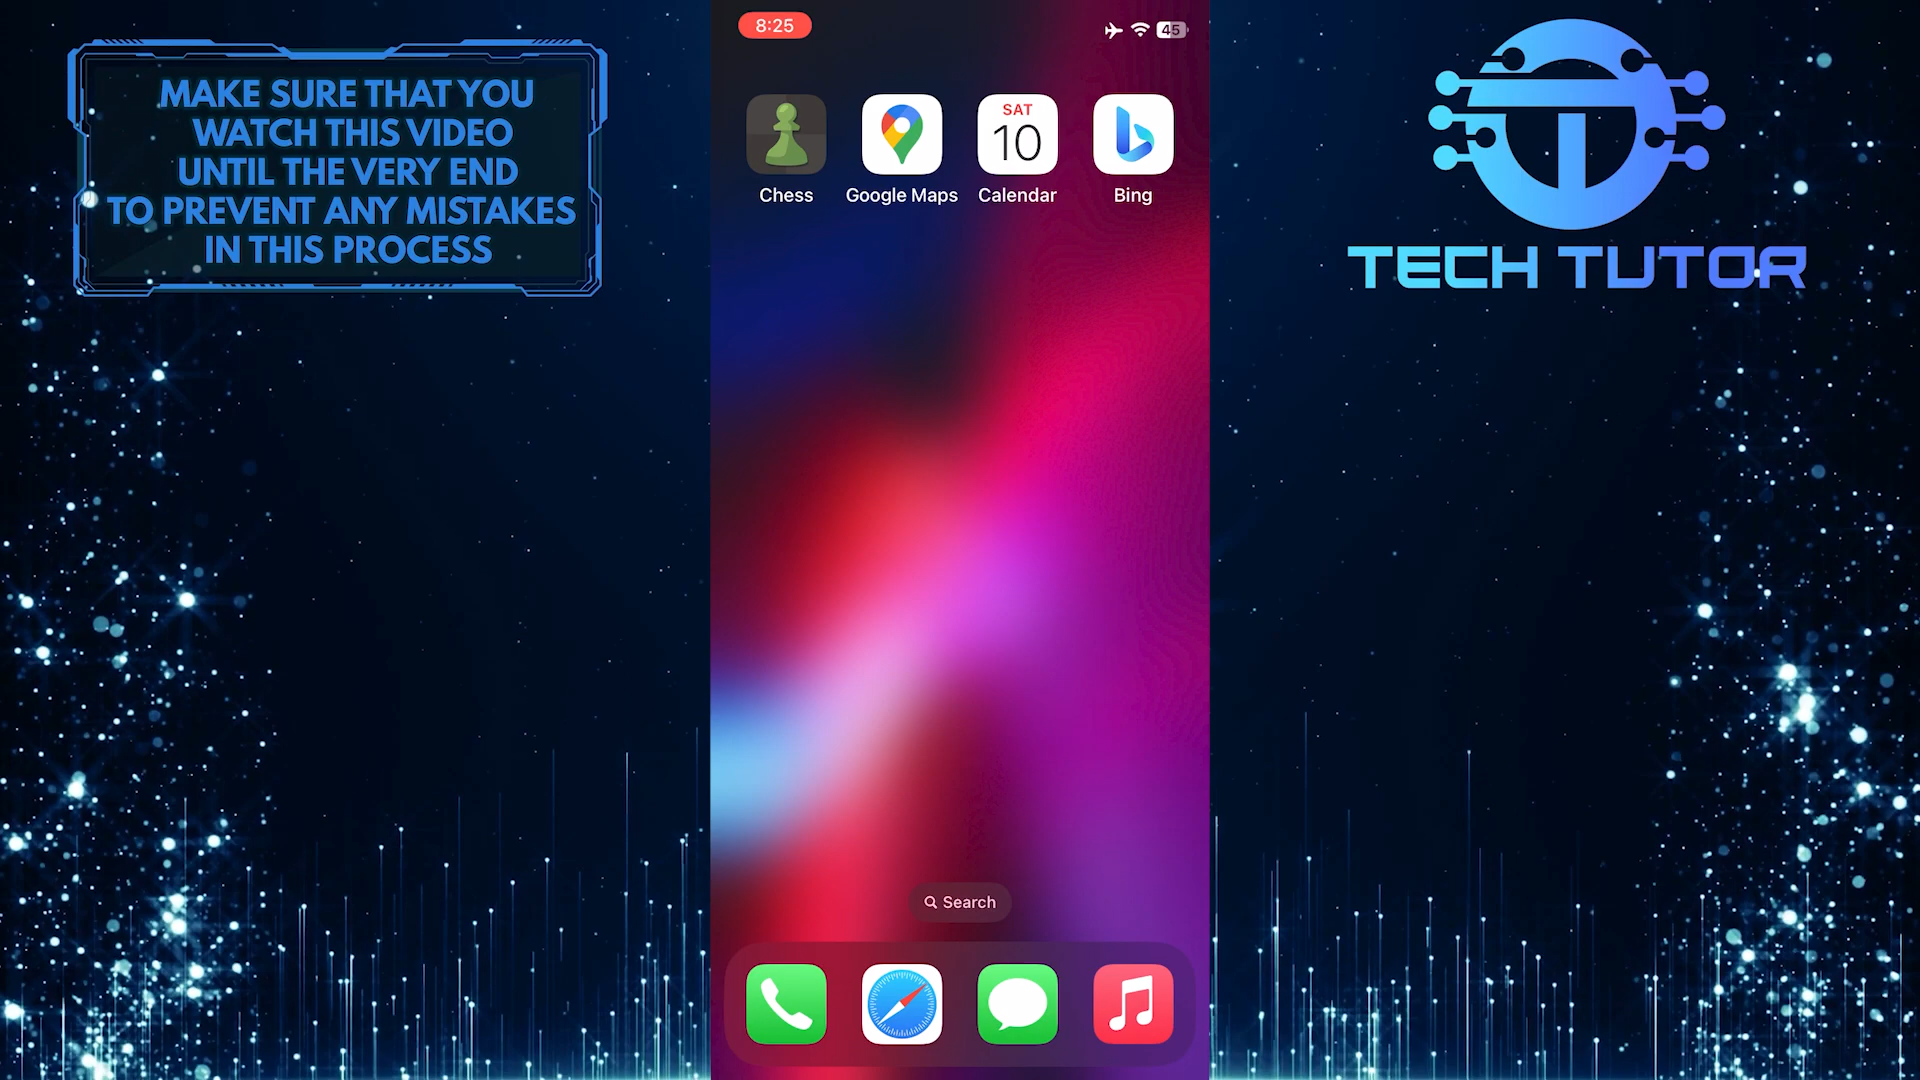 MAKE SURE THAT YOU
WATCH THIS VIDEO
UNTIL THE VERY END
TO PREVENT ANY MISTAKES
IN THIS PROCESS
8:25
45
SAT
10
Chess
Google Maps
Calendar
Bing
Search
TECH TUTOR